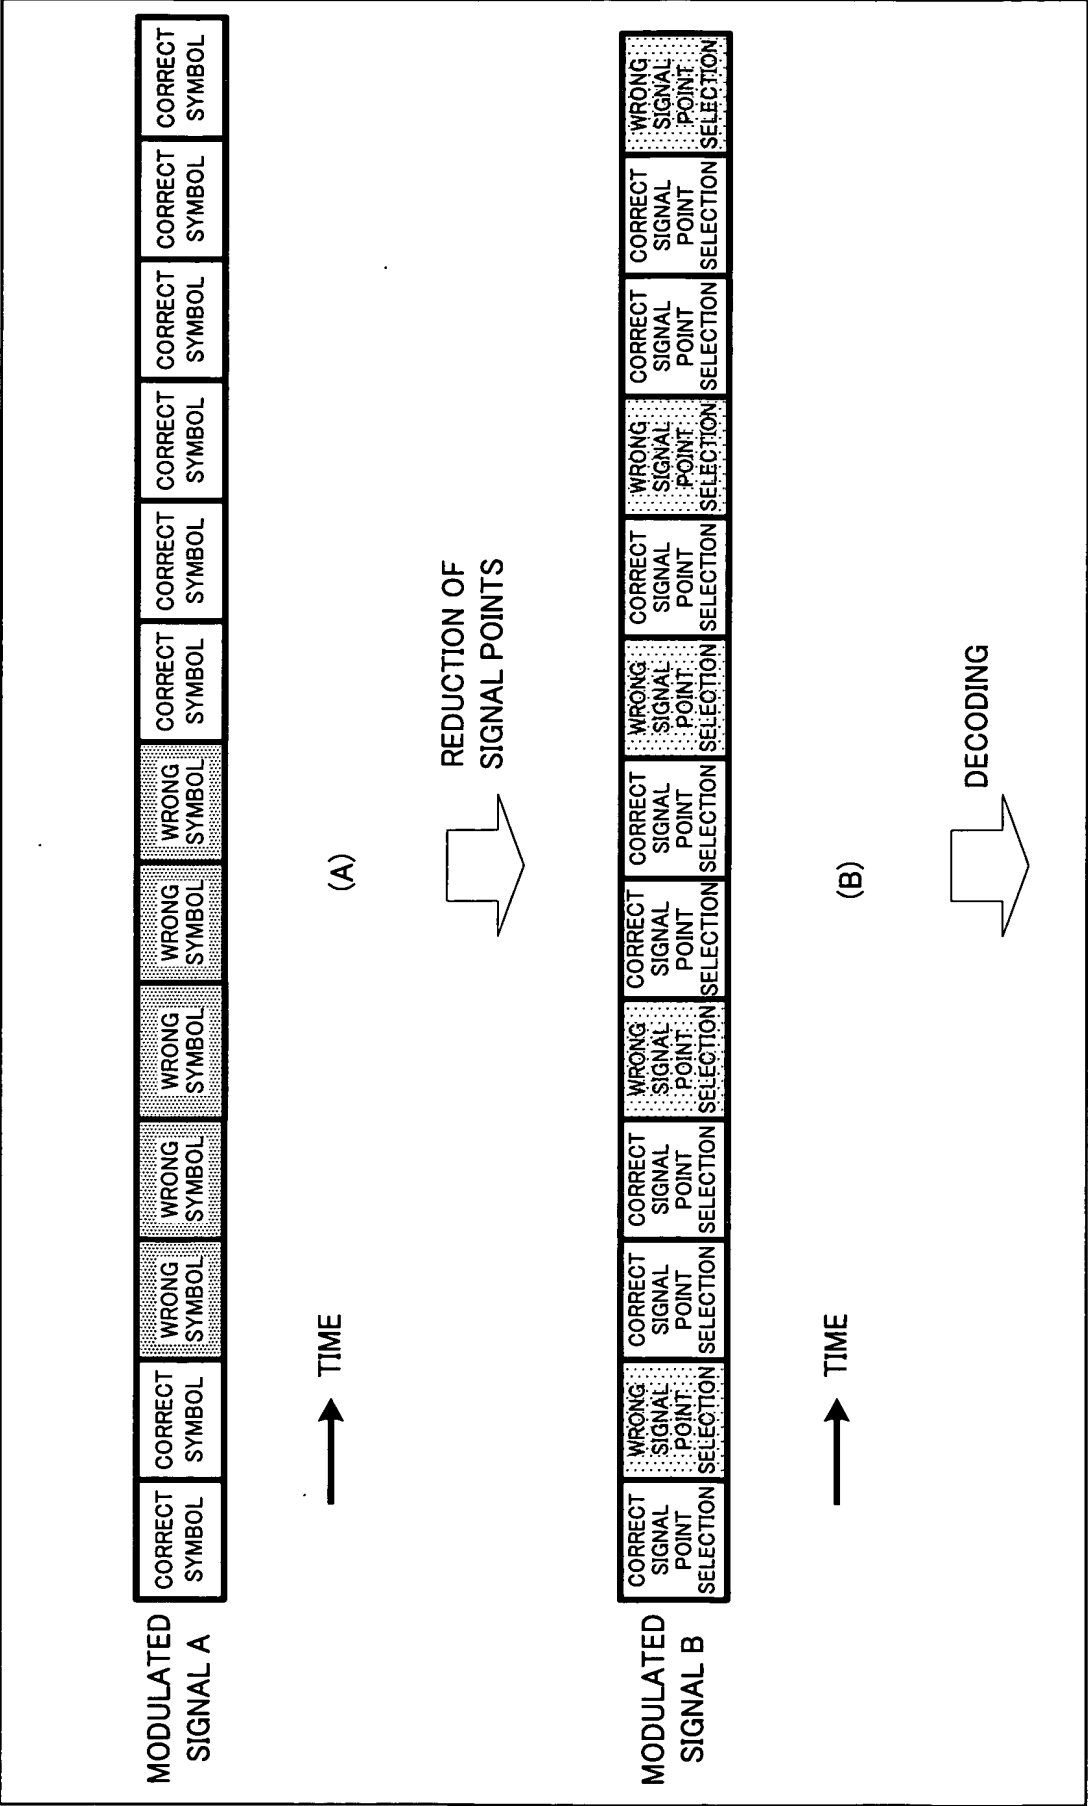 MODULATED
SIGNAL A
CORRECT
SYMBOL
CORRECT
SYMBOL
WRONG
SYMBOL
WRONG
SYMBOL
WRONG
SYMBOL
WRONG
SYMBOL
WRONG
SYMBOL
CORRECT
SYMBOL
CORRECT
SYMBOL
CORRECT
SYMBOL
CORRECT
SYMBOL
CORRECT
SYMBOL
CORRECT
SYMBOL
TIME
(A)
REDUCTION OF
SIGNAL POINTS
MODULATED
SIGNAL B
CORRECT
SIGNAL
POINT
SELECTION
WRONG
SIGNAL
POINT
SELECTION
CORRECT
SIGNAL
POINT
SELECTION
CORRECT
SIGNAL
POINT
SELECTION
WRONG
SIGNAL
POINT
SELECTION
CORRECT
SIGNAL
POINT
SELECTION
CORRECT
SIGNAL
POINT
SELECTION
WRONG
SIGNAL
POINT
SELECTION
CORRECT
SIGNAL
POINT
SELECTION
WRONG
SIGNAL
POINT
SELECTION
CORRECT
SIGNAL
POINT
SELECTION
CORRECT
SIGNAL
POINT
SELECTION
WRONG
SIGNAL
POINT
SELECTION
TIME
(B)
DECODING